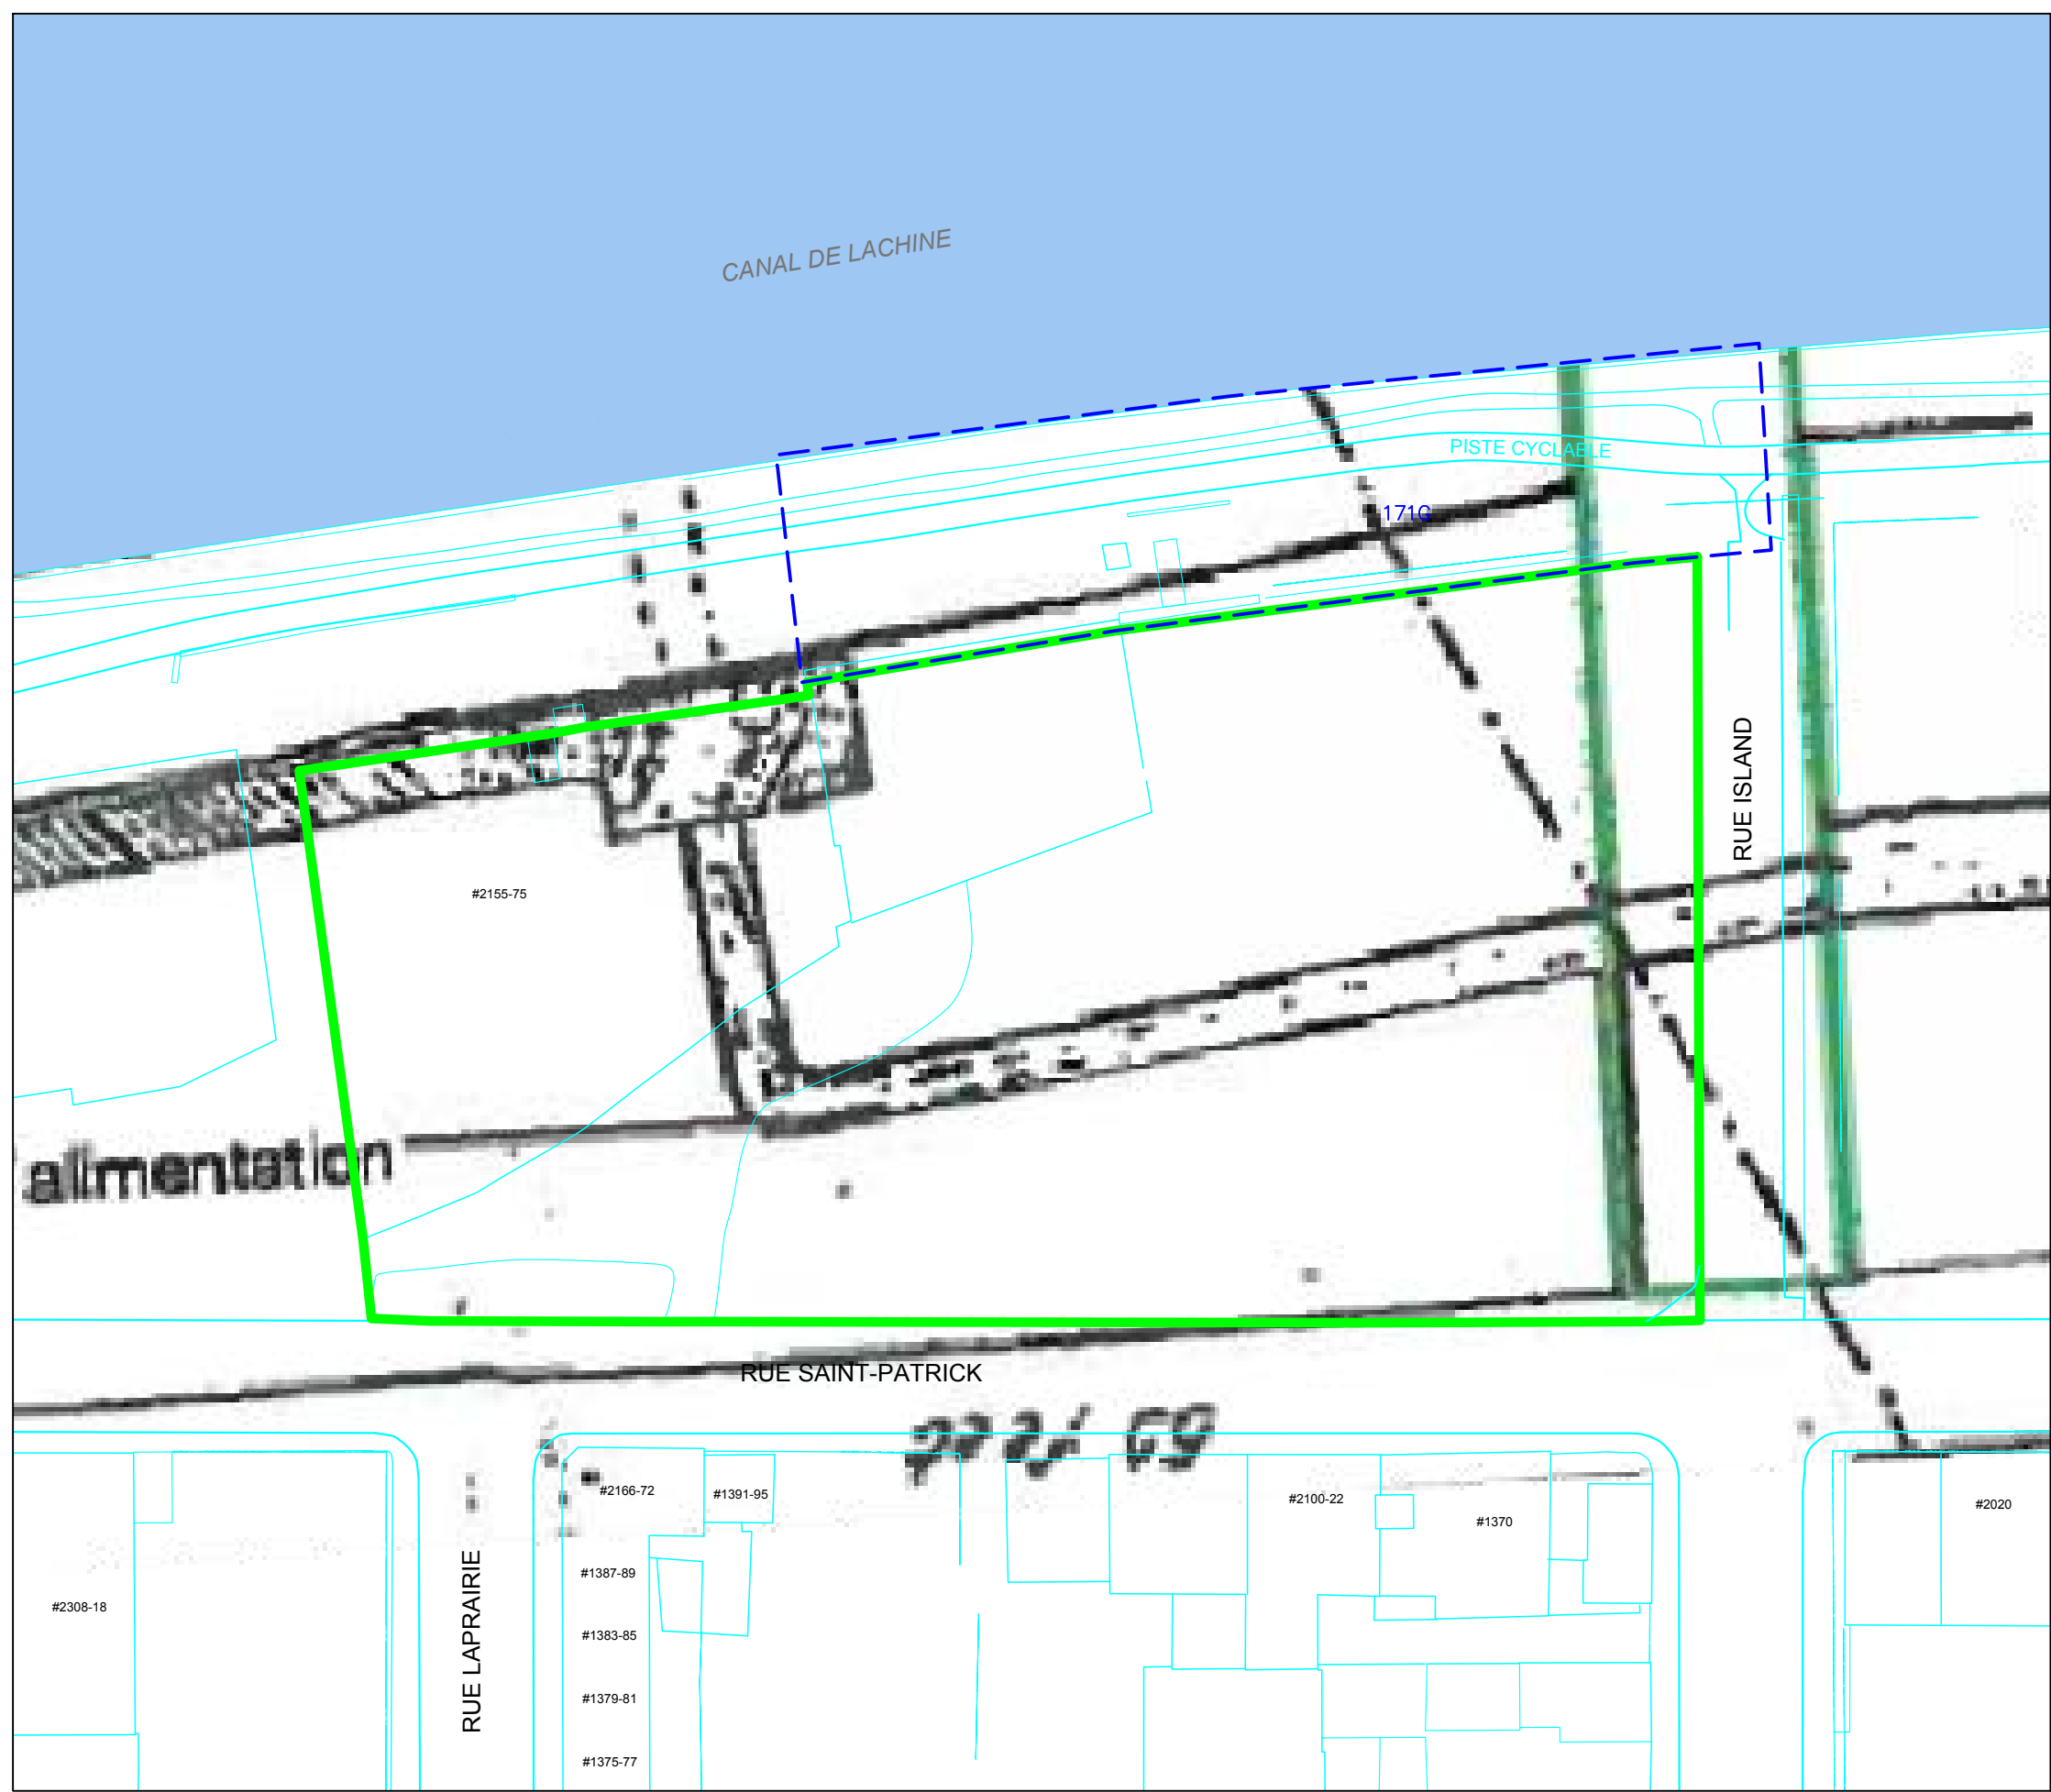 CANAL DE LACHINE
PISTE CYCLABLE
171G
RUE ISLAND
#2155-75
alimentation
RUE SAINT-PATRICK
#2166-72
#1391-95
#2100-22
#1370
#2020
#1387-89
#2308-18
RUE LAPRAIRIE
#1383-85
#1379-81
#1375-77